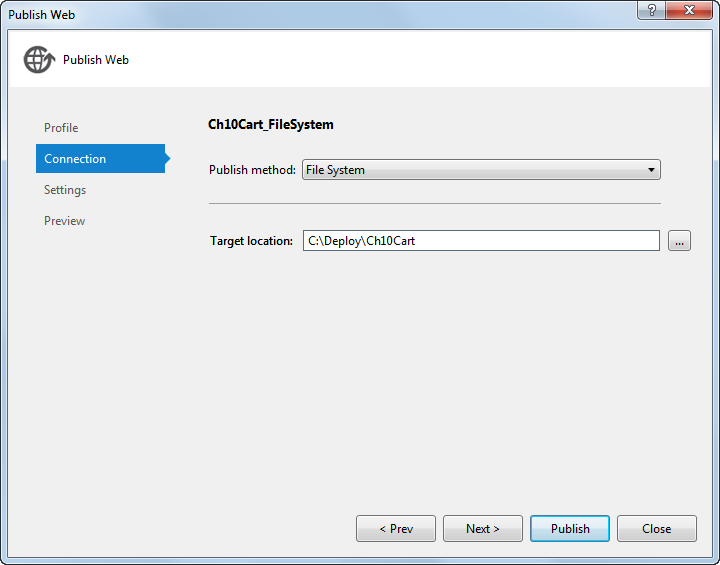 Publish Web
?
Publish Web
Profile
Connection
Settings
Preview
Ch10Cart_FileSystem
Publish method: File System
Target location: C:\Deploy\Ch10Cart ...
< Prev Next > Publish Close